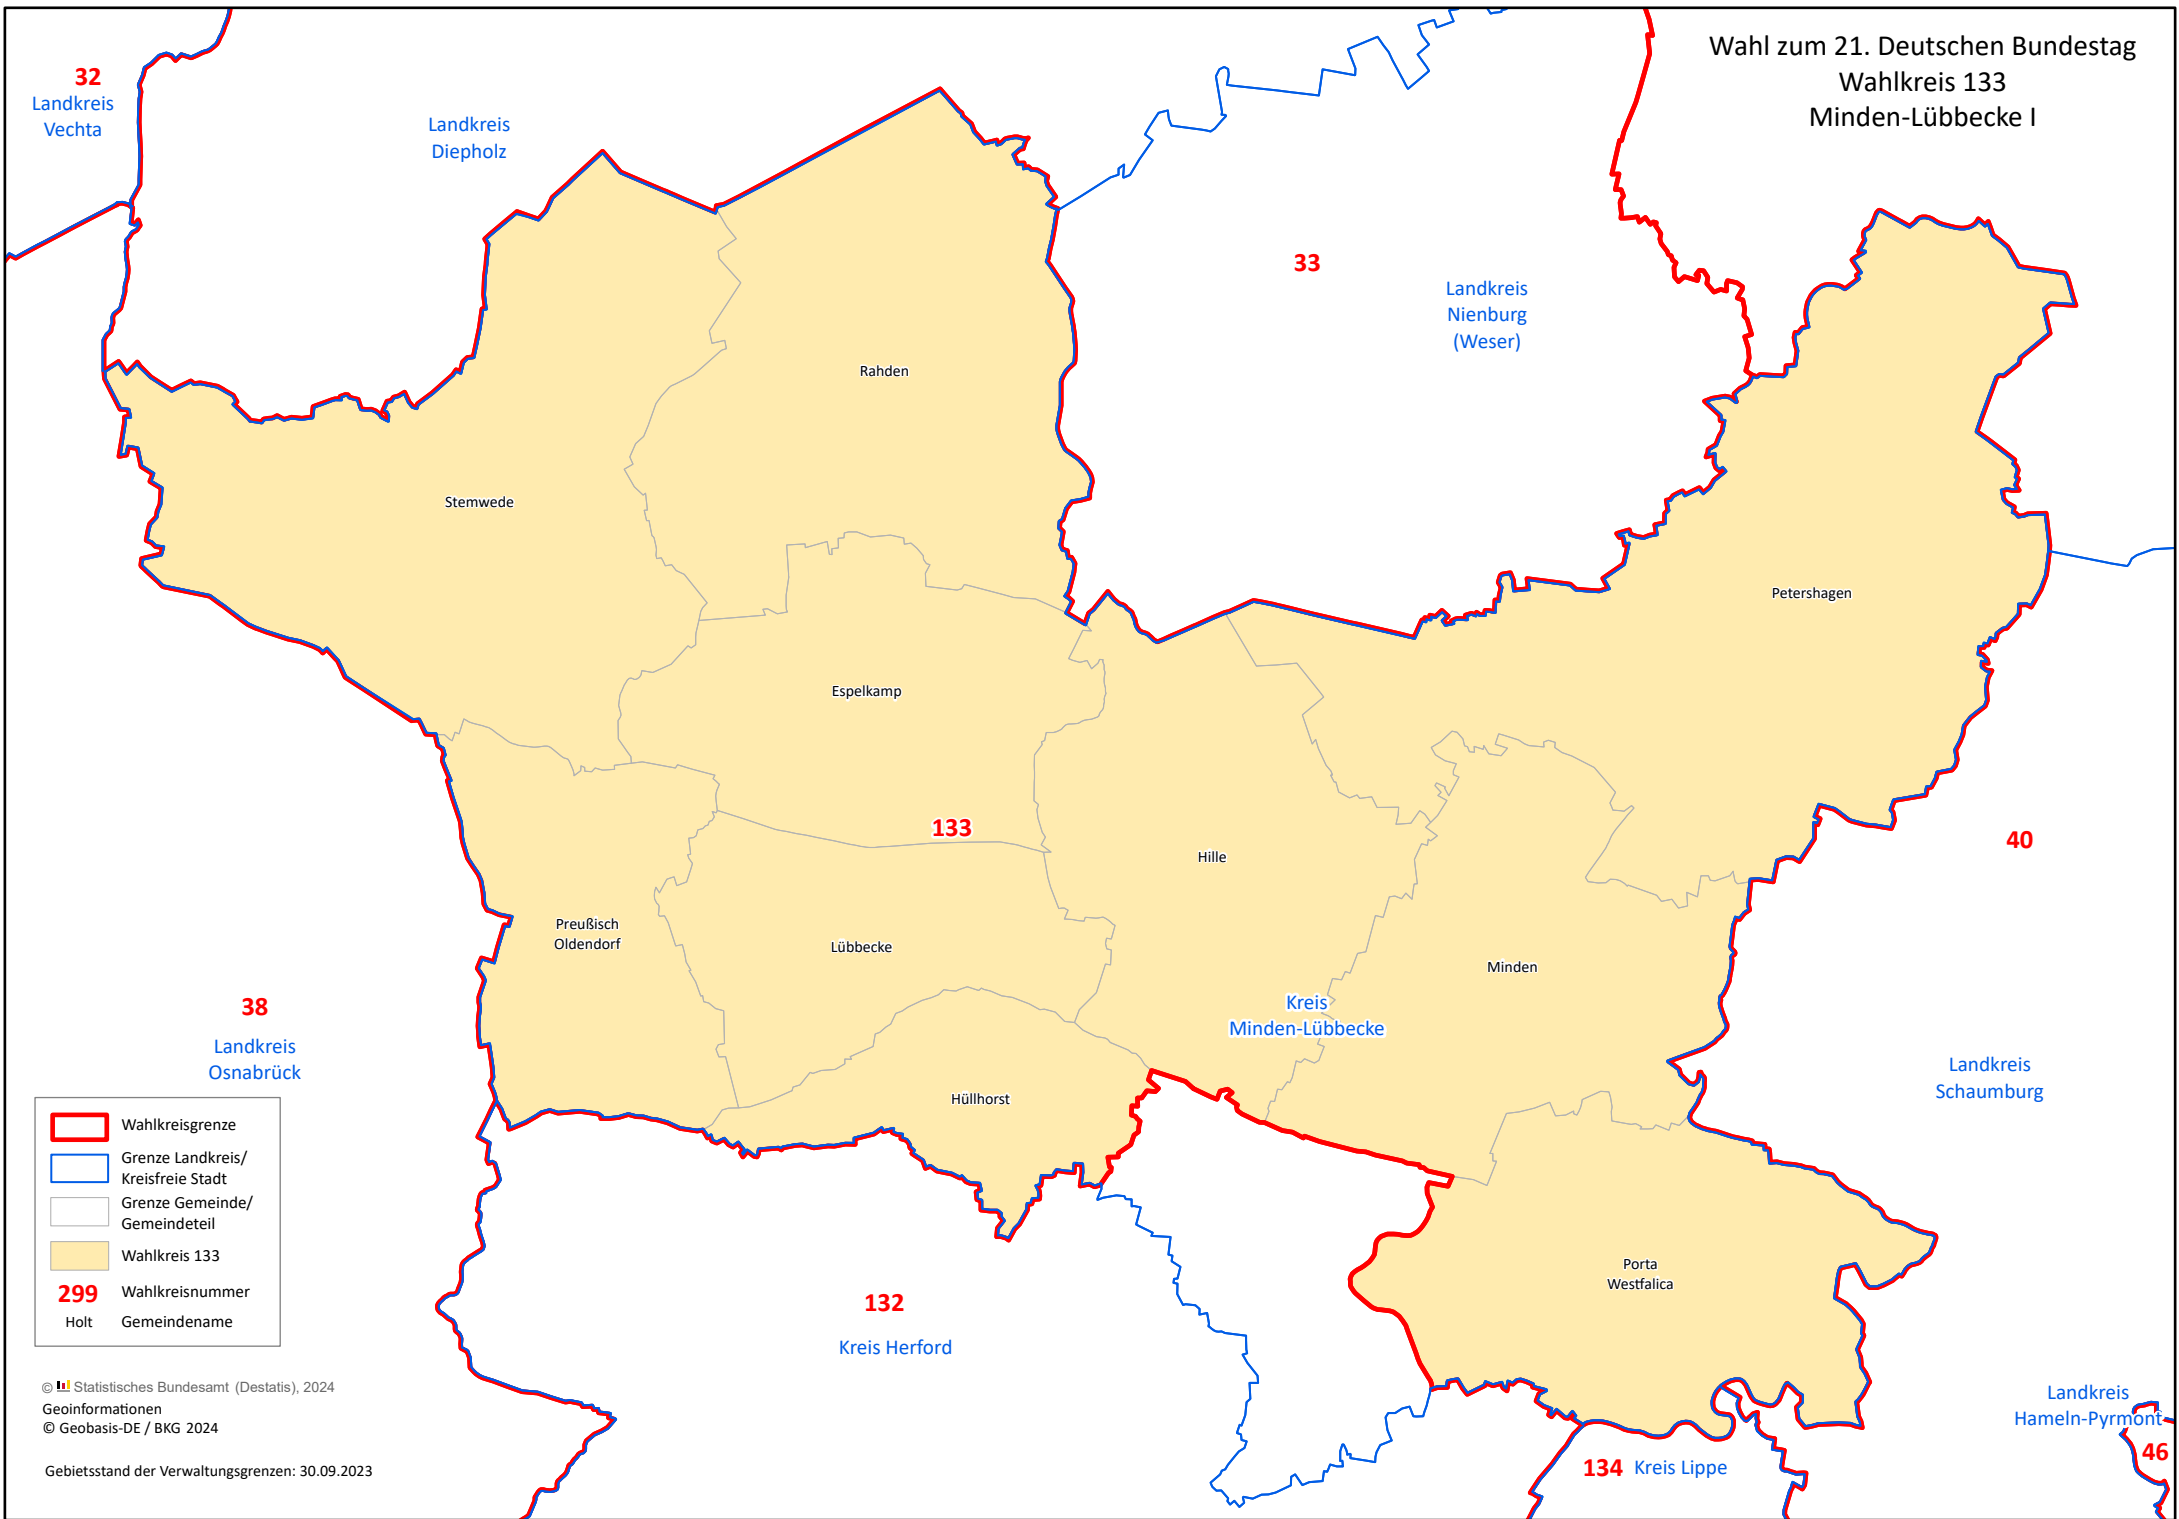 Wahl zum 21. Deutschen Bundestag
Wahlkreis 133
Minden-Lübbecke I
32
Landkreis
Vechta
Landkreis
Diepholz
33
Landkreis
Nienburg
(Weser)
Rahden
Stemwede
Petershagen
Espelkamp
133
Hille
40
Preußisch
Oldendorf
Lübbecke
Minden
38
Landkreis
Osnabrück
Kreis
Minden-Lübbecke
Landkreis
Schaumburg
Hüllhorst
Porta
Westfalica
132
Kreis Herford
Landkreis
Hameln-Pyrmont
46
134 Kreis Lippe
Wahlkreisgrenze
Grenze Landkreis/
Kreisfreie Stadt
Grenze Gemeinde/
Gemeindeteil
Wahlkreis 133
299 Wahlkreisnummer
Holt Gemeindename
© Statistisches Bundesamt (Destatis), 2024
Geoinformationen
© Geobasis-DE / BKG 2024
Gebietsstand der Verwaltungsgrenzen: 30.09.2023